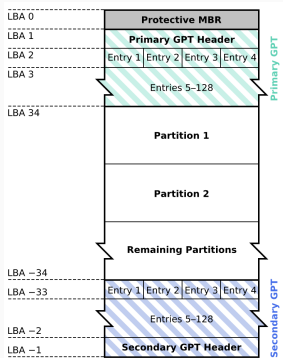 LBA 0
Protective MBR
LBA 1
Primary GPT Header
LBA 2
Entry 1 Entry 2 Entry 3 Entry 4
LBA 3
Entries 5–128
Primary GPT
LBA 34
Partition 1
Partition 2
Remaining Partitions
LBA −34
LBA −33
Entry 1 Entry 2 Entry 3 Entry 4
Entries 5–128
LBA −2
Secondary GPT Header
LBA −1
Secondary GPT